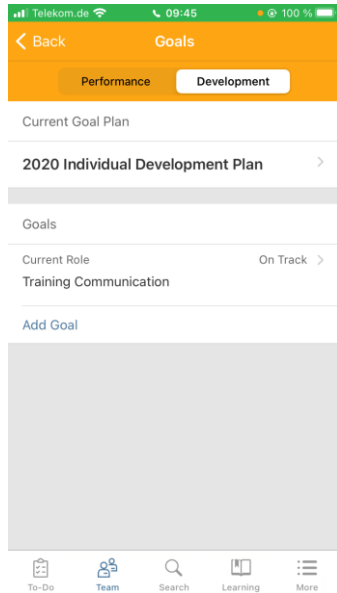 Telekom.de 09:45 100 %
Back Goals
Performance Development
Current Goal Plan
2020 Individual Development Plan
Goals
Current Role On Track
Training Communication
Add Goal
To-Do Team Search Learning More